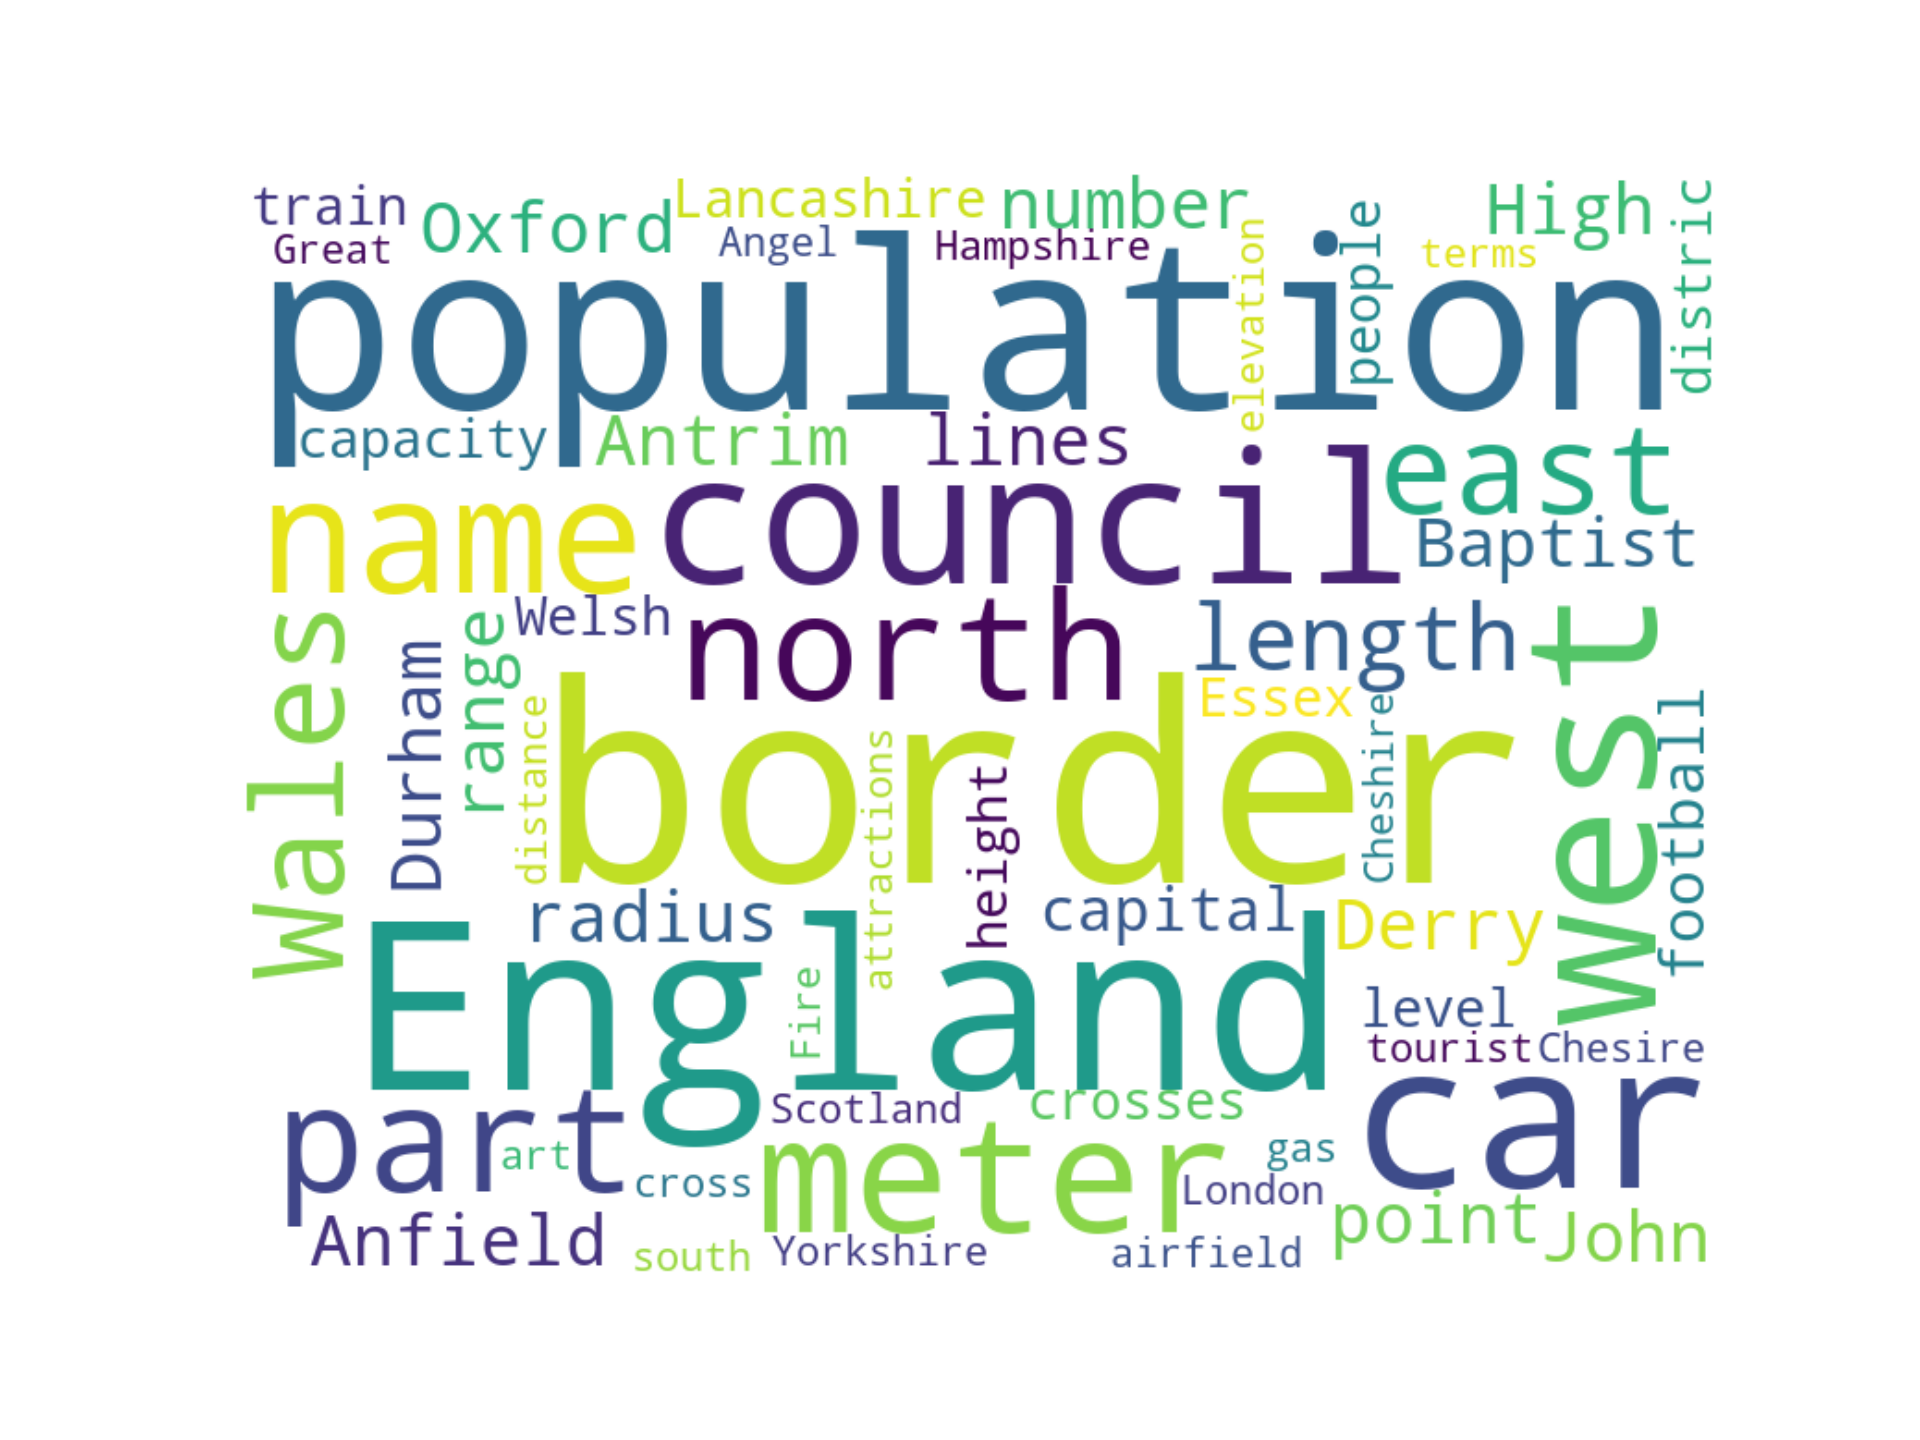 train
Oxford
Lancashire
number
High
distric
Great
Angel
Hampshire
elevation
people
terms
population
capacity
Antrim
lines
east
name
council
Baptist
Wales
Durham
range
Welsh
north
length
west
distance
border
attractions
height
Essex
Cheshire
football
radius
capital
Derry
England
Fire
level
tourist
Chesire
part
art
Scotland
crosses
car
cross
meter
gas
London
Anfield
south
Yorkshire
airfield
point
John